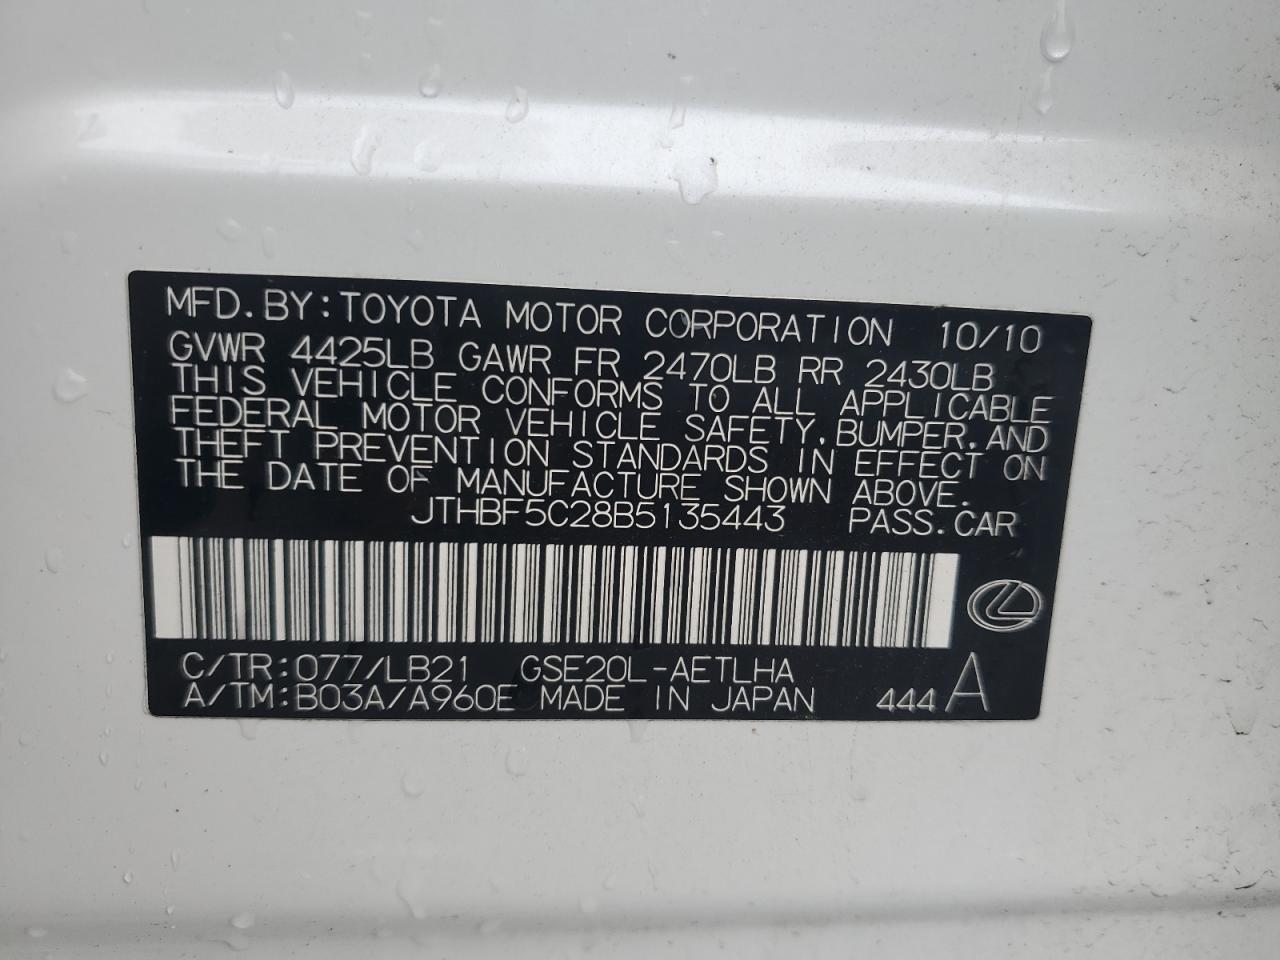 MFD. BY: TOYOTA MOTOR CORPORATION 10/10
GVWR 4425LB GAWR FR 2470LB RR 2430LB
THIS VEHICLE CONFORMS TO ALL APPLICABLE
FEDERAL MOTOR VEHICLE SAFETY, BUMPER, AND
THEFT PREVENTION STANDARDS IN EFFECT ON
THE DATE OF MANUFACTURE SHOWN ABOVE.
JTHBF5C28B5135443 PASS. CAR
C/TR: 077/LB21 GSE20L-AETLHA
A/TM: B03A/A960E MADE IN JAPAN 444 A